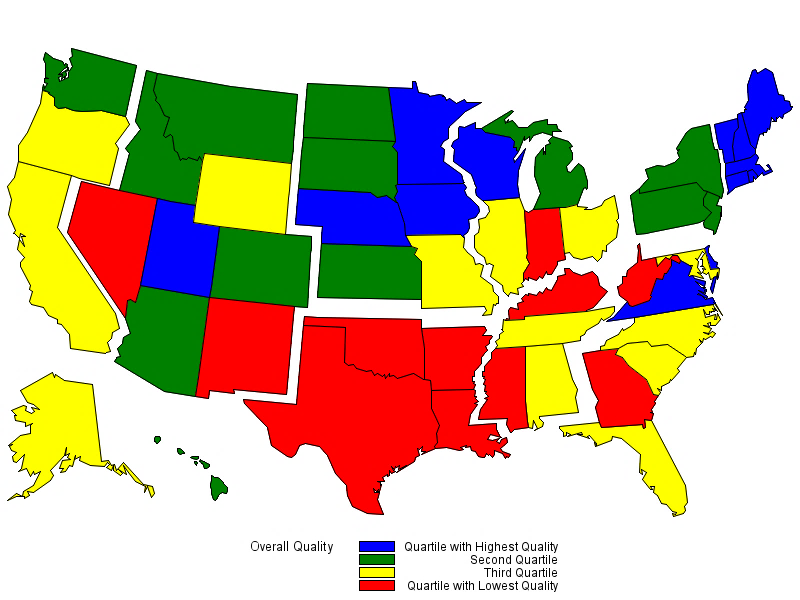 Overall Quality
Quartile with Highest Quality
Second Quartile
Third Quartile
Quartile with Lowest Quality